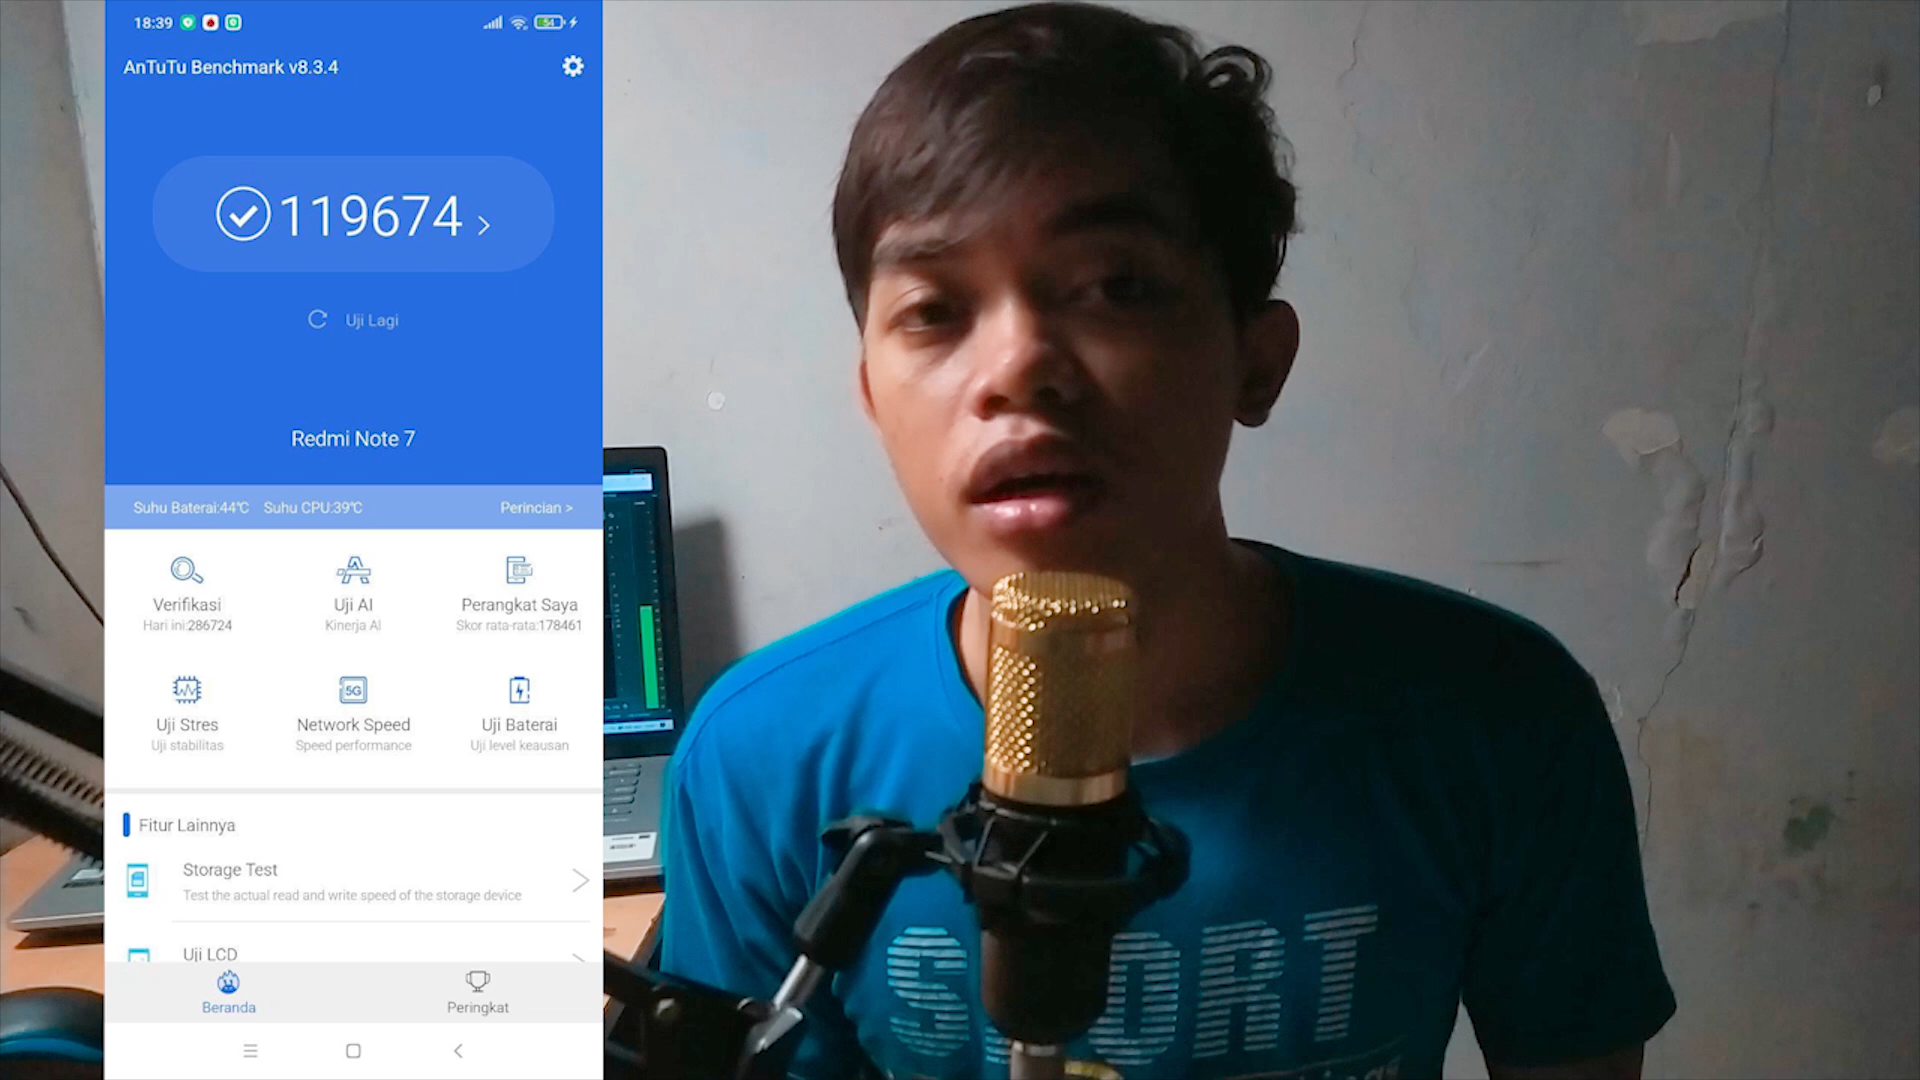 18:39
54
AnTuTu Benchmark v8.3.4
119674 >
Uji Lagi
Redmi Note 7
Suhu Baterai:44℃ Suhu CPU:39℃ Perincian >
Verifikasi
Hari ini:286724
Uji AI
Kinerja AI
Perangkat Saya
Skor rata-rata:178461
Uji Stres
Uji stabilitas
5G
Network Speed
Speed performance
Uji Baterai
Uji level keausan
Fitur Lainnya
Storage Test
Test the actual read and write speed of the storage device
Uji LCD
Beranda
Peringkat
SPORT